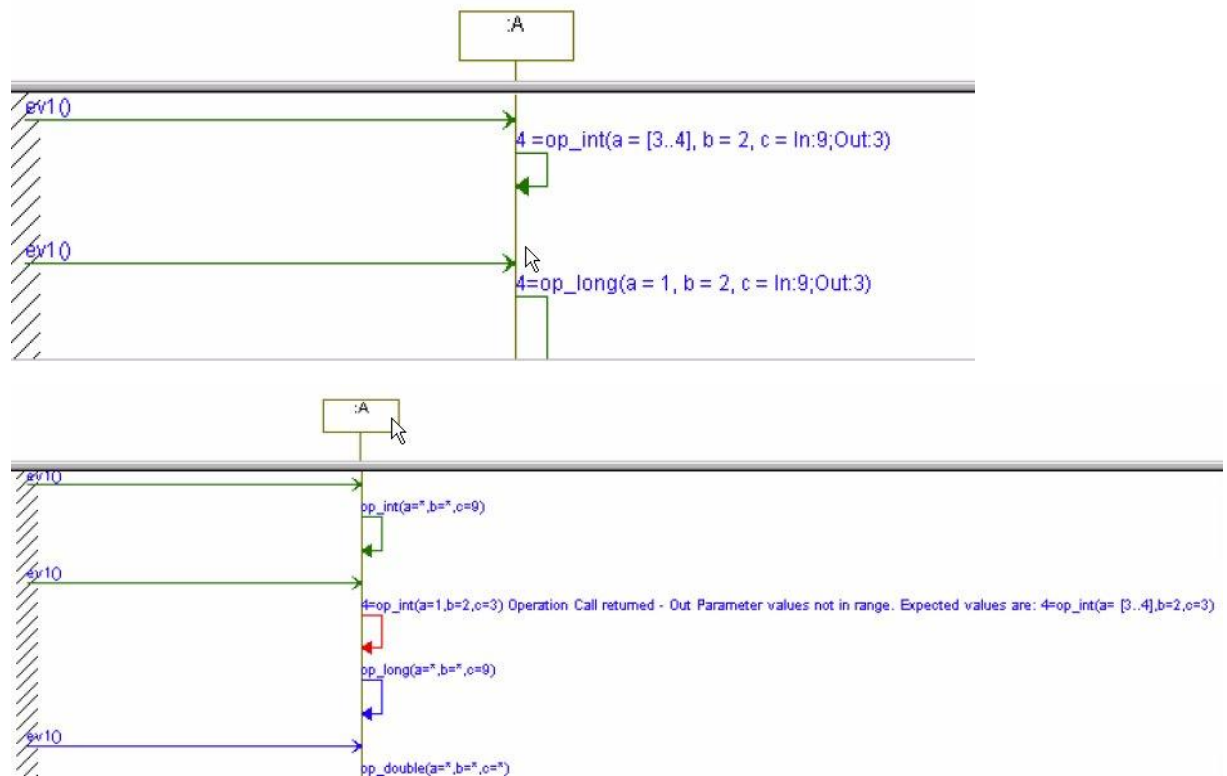 :A
ev1()
4 =op_int(a = [3..4], b = 2, c = In:9;Out:3)
ev1()
4=op_long(a = 1, b = 2, c = In:9;Out:3)
:A
ev1()
op_int(a=*,b=*,c=9)
ev1()
4=op_int(a=1,b=2,c=3) Operation Call returned - Out Parameter values not in range. Expected values are: 4=op_int(a= [3..4],b=2,c=3)
op_long(a=*,b=*,c=9)
ev1()
op_double(a=*,b=*,c=*)